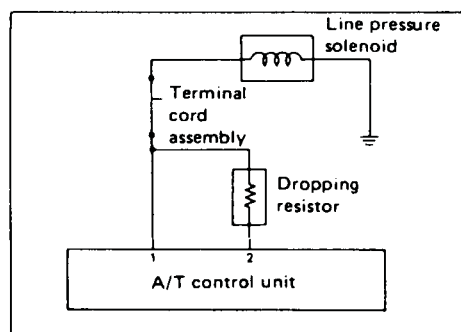 Line pressure
solenoid
Terminal
cord
assembly
Dropping
resistor
1 2
A/T control unit